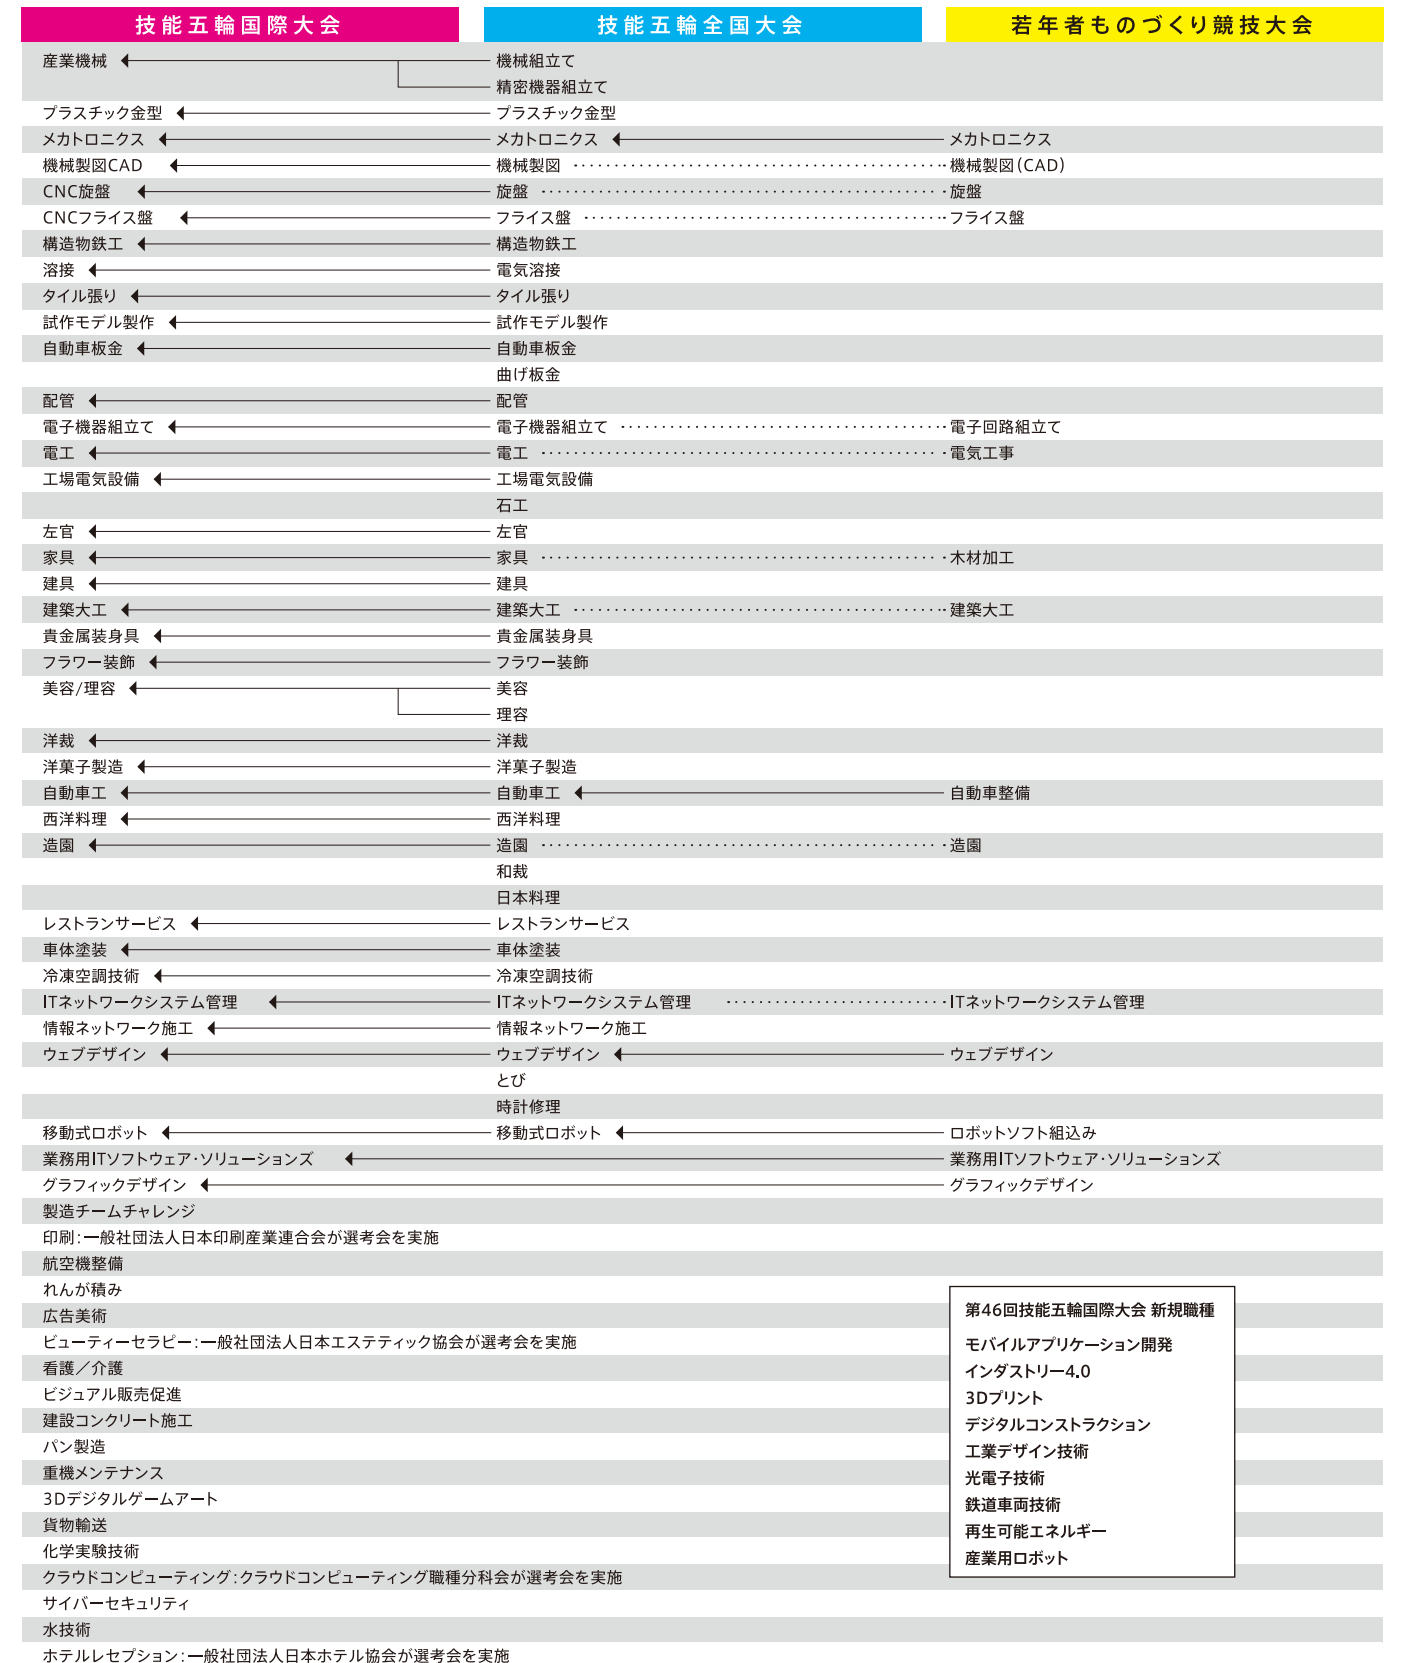 技能五輪国際大会 技能五輪全国大会 若年者ものづくり競技大会
産業機械 機械組立て
精密機器組立て
プラスチック金型 プラスチック金型
メカトロニクス メカトロニクス メカトロニクス
機械製図CAD 機械製図 機械製図(CAD)
CNC旋盤 旋盤 旋盤
CNCフライス盤 フライス盤 フライス盤
構造物鉄工 構造物鉄工
溶接 電気溶接
タイル張り タイル張り
試作モデル製作 試作モデル製作
自動車板金 自動車板金
曲げ板金
配管 配管
電子機器組立て 電子機器組立て 電子回路組立て
電工 電工 電気工事
工場電気設備 工場電気設備
石工
左官 左官
家具 家具 木材加工
建具 建具
建築大工 建築大工 建築大工
貴金属装身具 貴金属装身具
フラワー装飾 フラワー装飾
美容/理容 美容
理容
洋裁 洋裁
洋菓子製造 洋菓子製造
自動車工 自動車工 自動車整備
西洋料理 西洋料理
造園 造園 造園
和裁
日本料理
レストランサービス レストランサービス
車体塗装 車体塗装
冷凍空調技術 冷凍空調技術
ITネットワークシステム管理 ITネットワークシステム管理 ITネットワークシステム管理
情報ネットワーク施工 情報ネットワーク施工
ウェブデザイン ウェブデザイン ウェブデザイン
とび
時計修理
移動式ロボット 移動式ロボット ロボットソフト組込み
業務用ITソフトウェア・ソリューションズ 業務用ITソフトウェア・ソリューションズ
グラフィックデザイン グラフィックデザイン
製造チームチャレンジ
印刷:一般社団法人日本印刷産業連合会が選考会を実施
航空機整備
れんが積み
広告美術
ビューティーセラピー:一般社団法人日本エステティック協会が選考会を実施
看護／介護
ビジュアル販売促進
建設コンクリート施工
パン製造
重機メンテナンス
3Dデジタルゲームアート
貨物輸送
化学実験技術
クラウドコンピューティング:クラウドコンピューティング職種分科会が選考会を実施
サイバーセキュリティ
水技術
ホテルレセプション:一般社団法人日本ホテル協会が選考会を実施
第46回技能五輪国際大会 新規職種
モバイルアプリケーション開発
インダストリー4.0
3Dプリント
デジタルコンストラクション
工業デザイン技術
光電子技術
鉄道車両技術
再生可能エネルギー
産業用ロボット